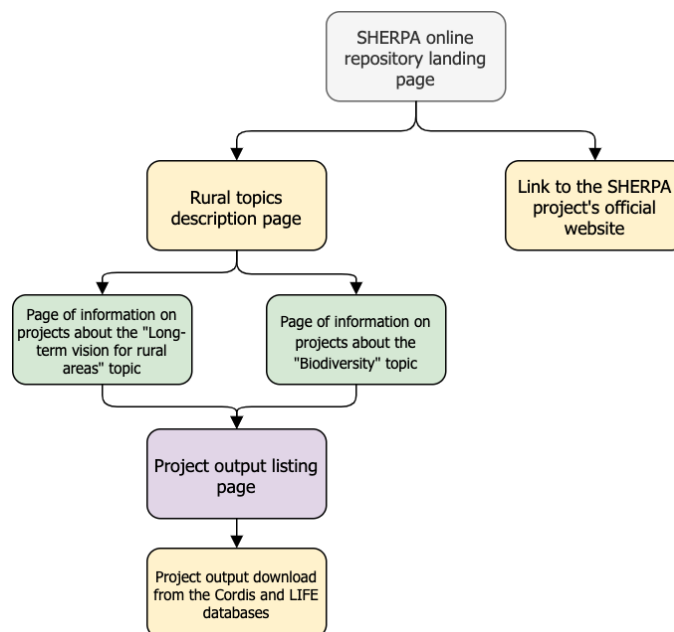 SHERPA online
repository landing
page
Rural topics
description page
Link to the SHERPA
project's official
website
Page of information on
projects about the "Long-
term vision for rural
areas" topic
Page of information on
projects about the
"Biodiversity" topic
Project output listing
page
Project output download
from the Cordis and LIFE
databases